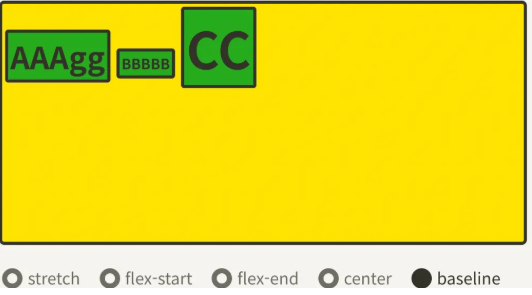 AAAgg BBBBB CC
stretch flex-start flex-end center baseline